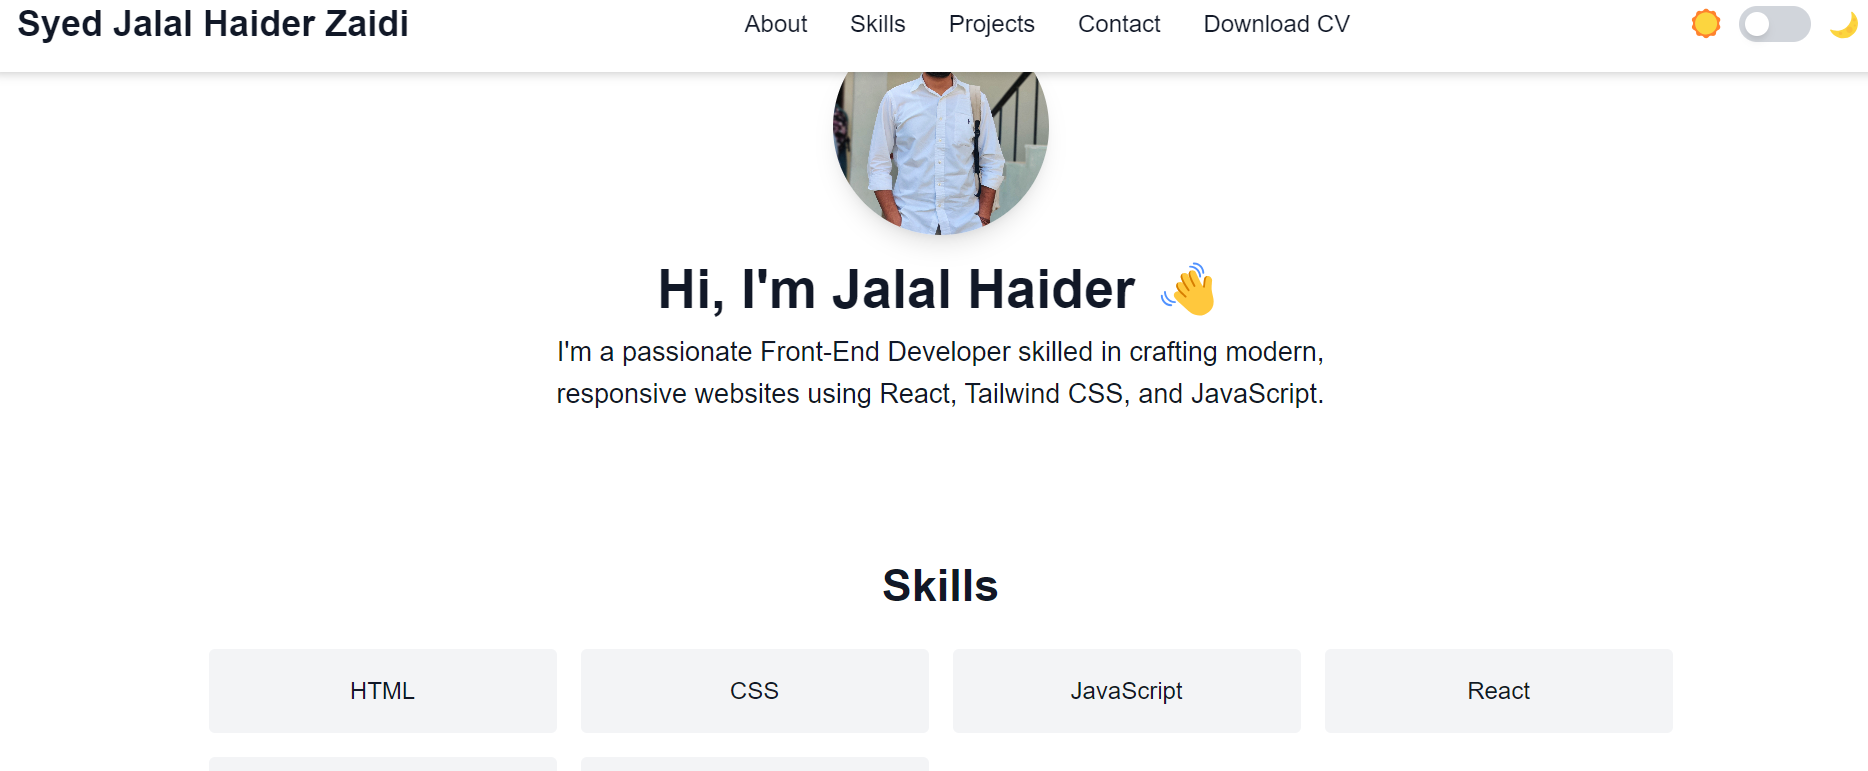 Syed Jalal Haider Zaidi
About Skills Projects Contact Download CV
Hi, I'm Jalal Haider 👋
I'm a passionate Front-End Developer skilled in crafting modern,
responsive websites using React, Tailwind CSS, and JavaScript.
Skills
HTML
CSS
JavaScript
React